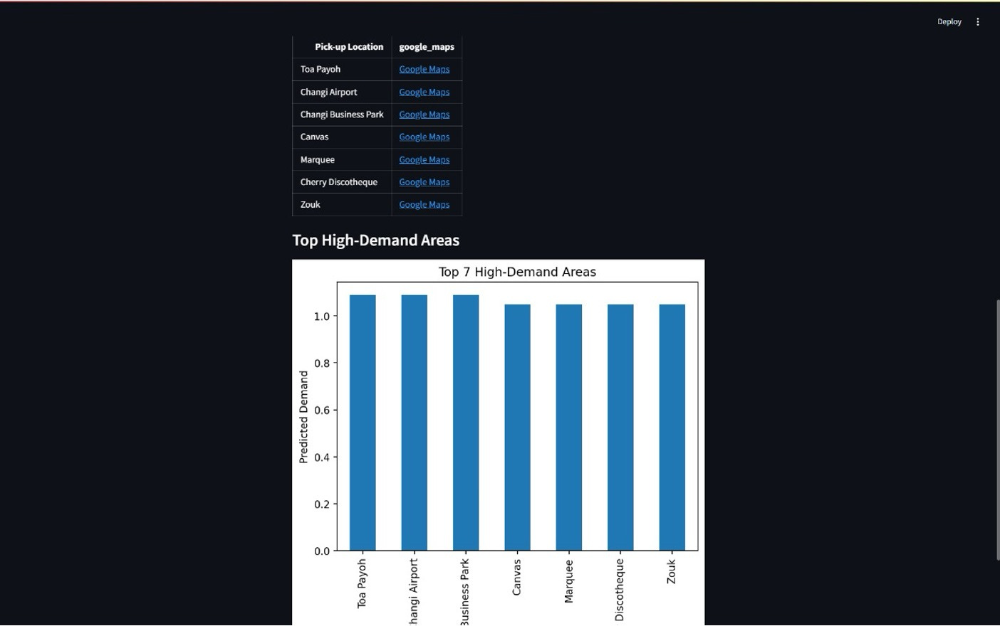 Deploy
Pick-up Location google_maps
Toa Payoh Google Maps
Changi Airport Google Maps
Changi Business Park Google Maps
Canvas Google Maps
Marquee Google Maps
Cherry Discotheque Google Maps
Zouk Google Maps
Top High-Demand Areas
Top 7 High-Demand Areas
Predicted Demand
1.0
0.8
0.6
0.4
0.2
0.0
Toa Payoh
hangi Airport
Business Park
Canvas
Marquee
Discotheque
Zouk